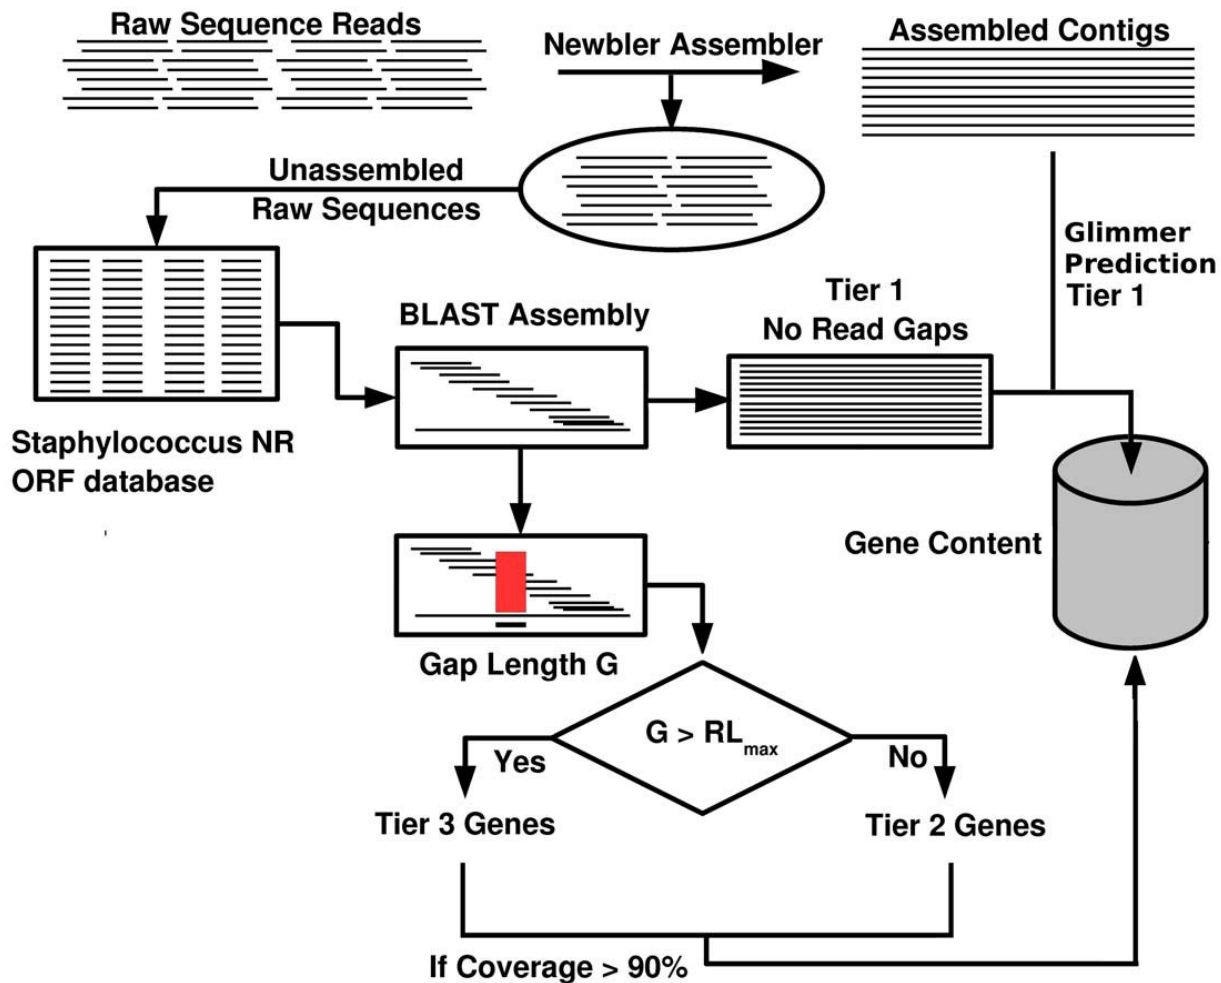 Raw Sequence Reads
Newbler Assembler
Assembled Contigs
Unassembled
Raw Sequences
Glimmer
Prediction
Tier 1
Tier 1
No Read Gaps
BLAST Assembly
Staphylococcus NR
ORF database
Gene Content
Gap Length G
G > RLmax
Yes
No
Tier 3 Genes
Tier 2 Genes
If Coverage > 90%